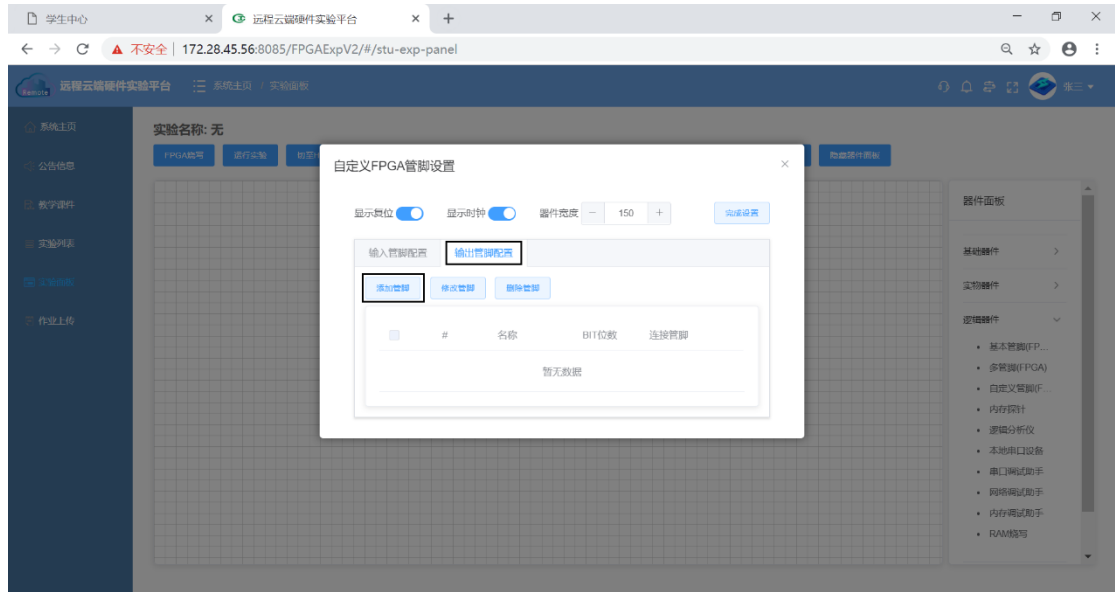 学生中心
远程云端硬件实验平台
不安全 | 172.28.45.56:8085/FPGAExpV2/#/stu-exp-panel
Remote 远程云端硬件实验平台 系统主页 / 实验面板 张三
系统主页
公告信息
教学课件
实验列表
实验面板
作业上传
实验名称: 无
FPGA烧写 运行实验 隐藏器件面板
自定义FPGA管脚设置
显示复位 显示时钟 器件宽度 − 150 + 完成设置
输入管脚配置 输出管脚配置
添加管脚 修改管脚 删除管脚
# 名称 BIT位数 连接管脚
暂无数据
器件面板
基础器件
实物器件
逻辑器件
基本管脚(FP...
多管脚(FPGA)
自定义管脚(F...
内存探针
逻辑分析仪
本地串口设备
串口调试助手
网络调试助手
内存调试助手
RAM烧写